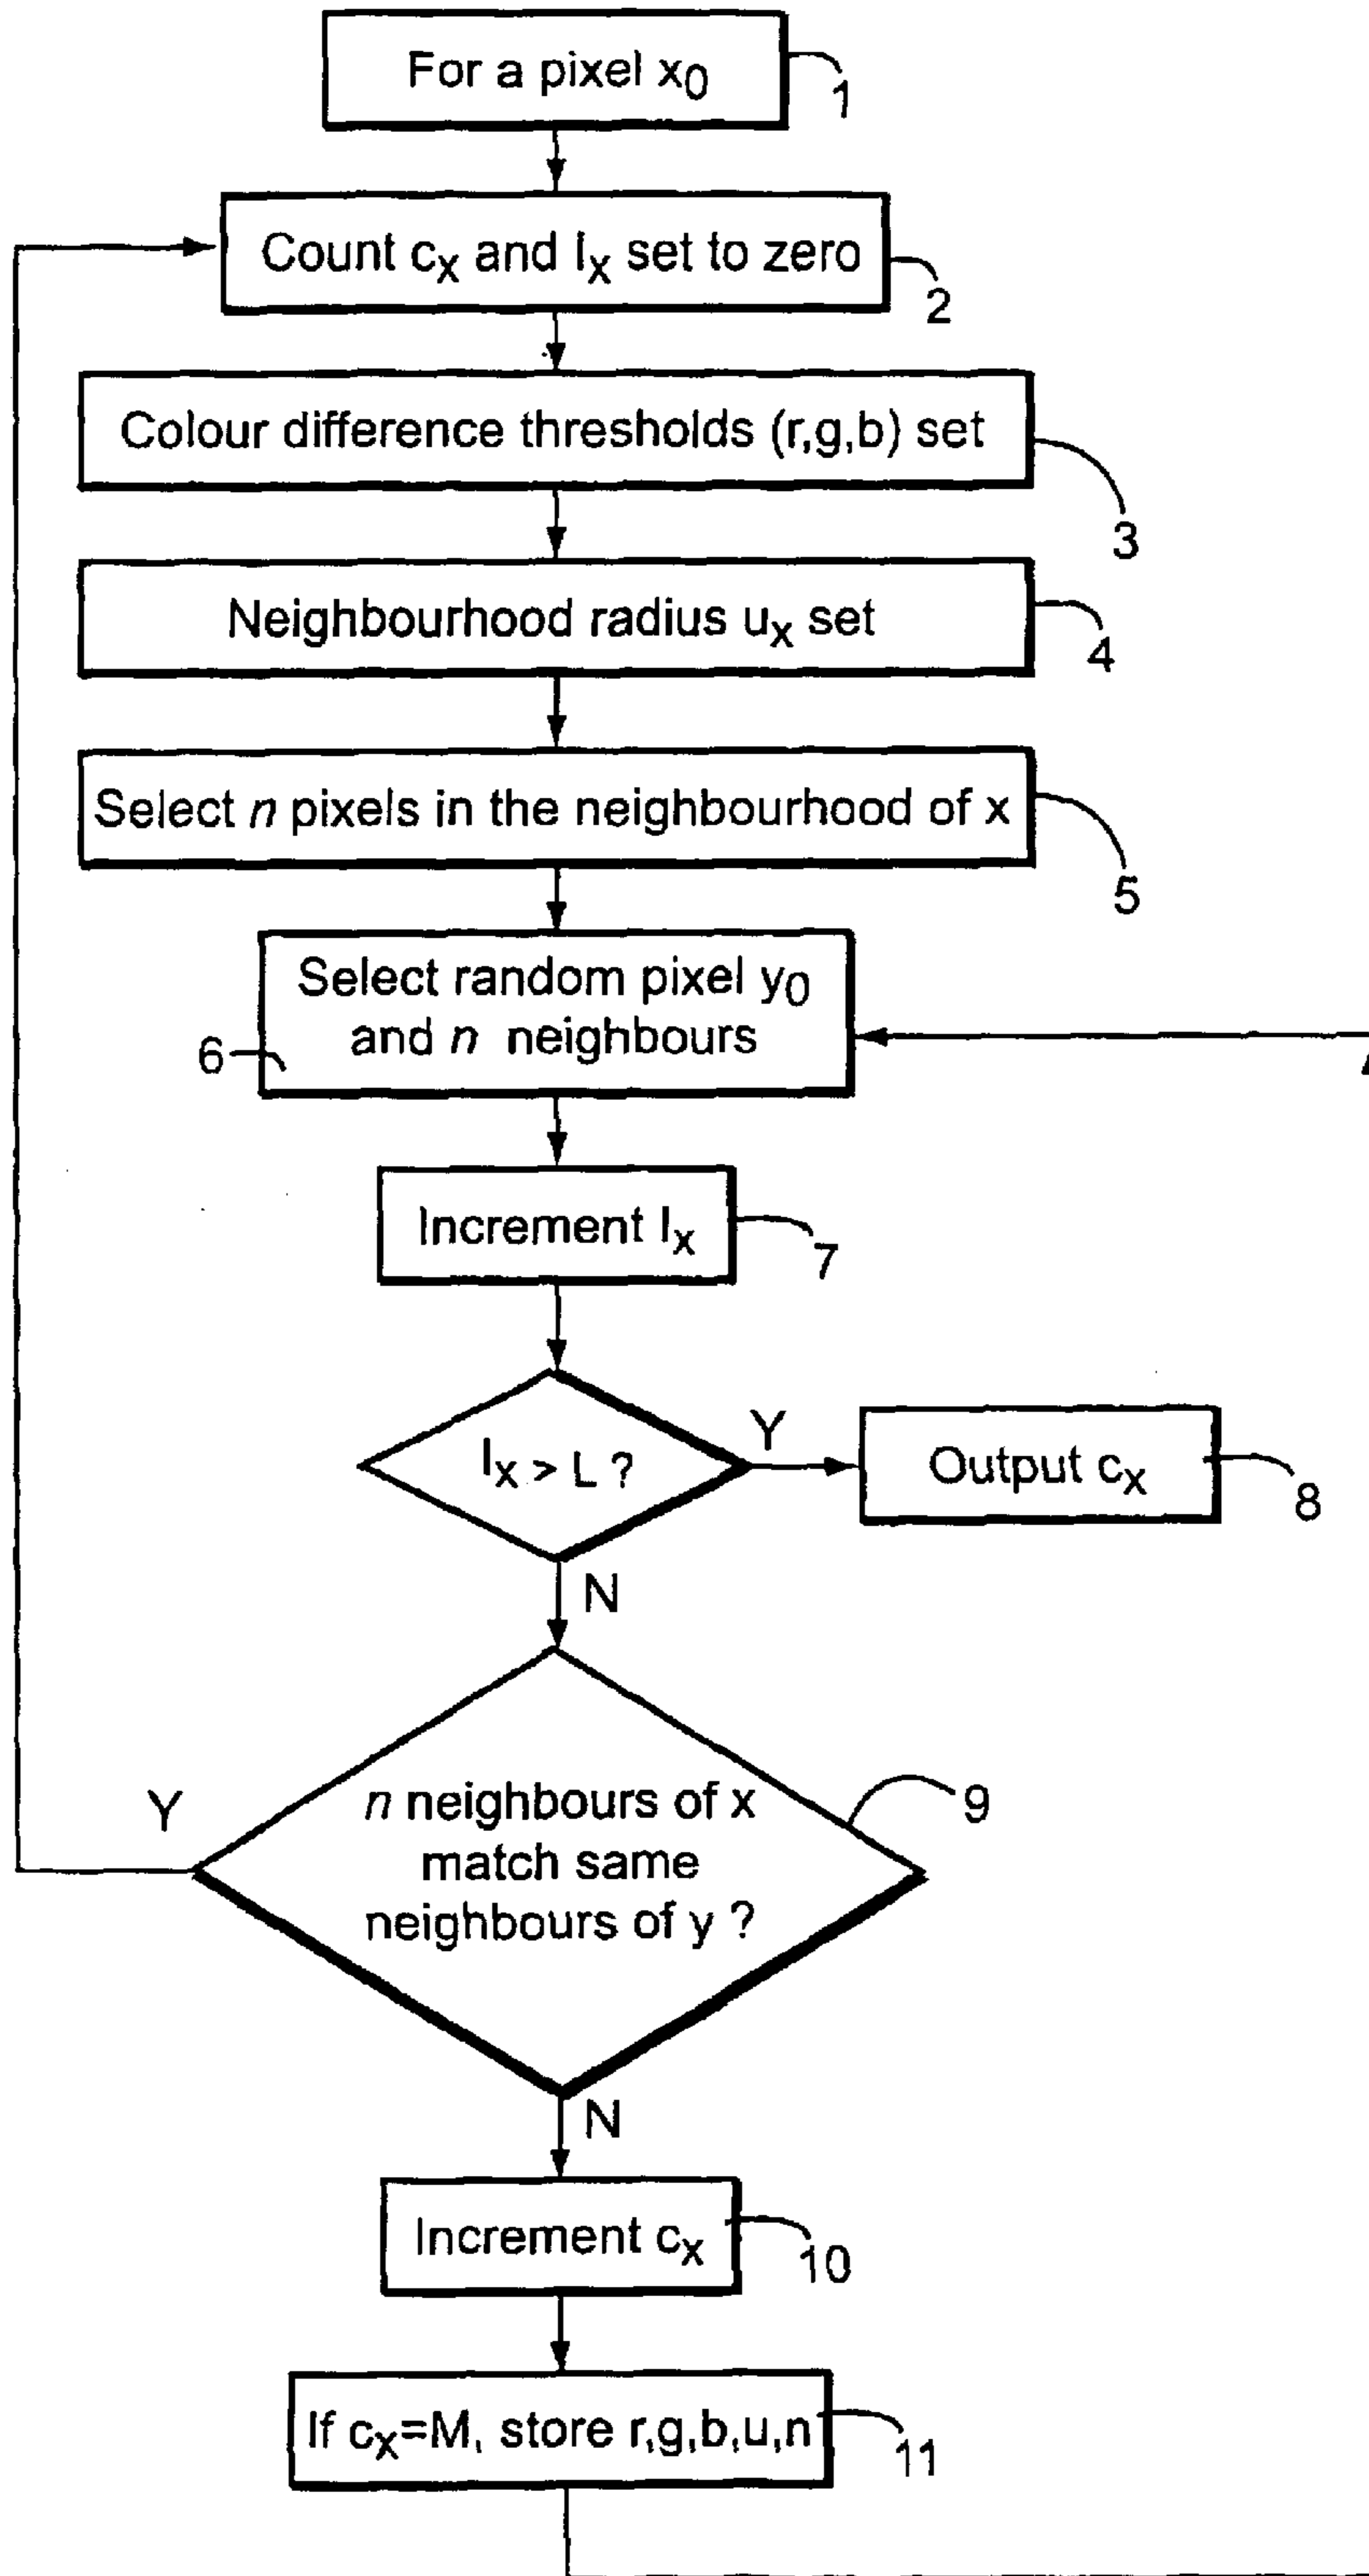 For a pixel x0
1
Count cx and Ix set to zero
2
Colour difference thresholds (r,g,b) set
3
Neighbourhood radius ux set
4
Select n pixels in the neighbourhood of x
5
Select random pixel y0
and n neighbours
6
Increment Ix
7
Ix > L ?
Y
Output cx
8
N
n neighbours of x
match same
neighbours of y ?
Y
9
N
Increment cx
10
If cx=M, store r,g,b,u,n
11